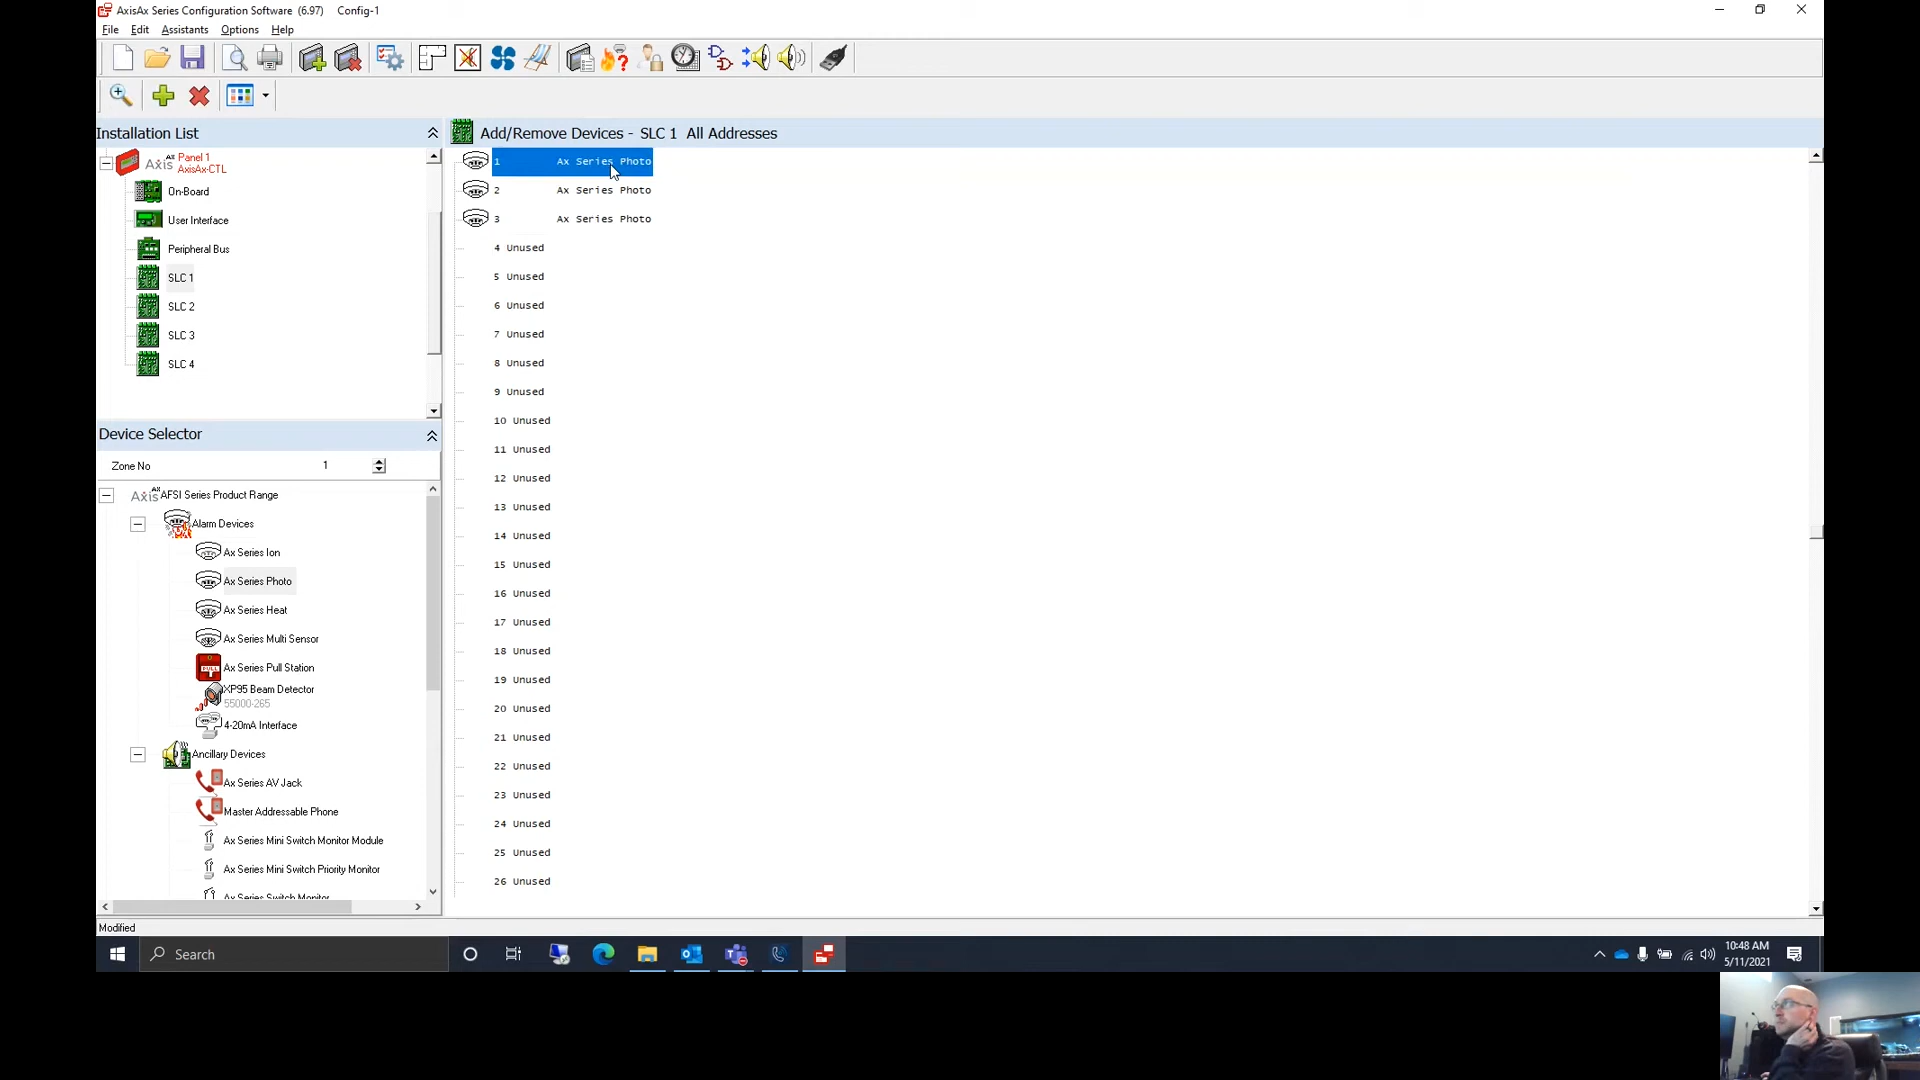 AxisAx Series Configuration Software (6.97) Config-1
File Edit Assistants Options Help
Installation List
Add/Remove Devices - SLC 1 All Addresses
Axis AX Panel 1
AxisAx-CTL
On-Board
User Interface
Peripheral Bus
SLC 1
SLC 2
SLC 3
SLC 4
1 Ax Series Photo
2 Ax Series Photo
3 Ax Series Photo
4 Unused
5 Unused
6 Unused
7 Unused
8 Unused
9 Unused
10 Unused
11 Unused
12 Unused
13 Unused
14 Unused
15 Unused
16 Unused
17 Unused
18 Unused
19 Unused
20 Unused
21 Unused
22 Unused
23 Unused
24 Unused
25 Unused
26 Unused
Device Selector
Zone No 1
Axis AX AFSI Series Product Range
Alarm Devices
Ax Series Ion
Ax Series Photo
Ax Series Heat
Ax Series Multi Sensor
PULL Ax Series Pull Station
XP95 Beam Detector
55000-265
4-20mA Interface
Ancillary Devices
Ax Series AV Jack
Master Addressable Phone
Ax Series Mini Switch Monitor Module
Ax Series Mini Switch Priority Monitor
Ax Series Switch Monitor
Modified
Search
10:48 AM
5/11/2021